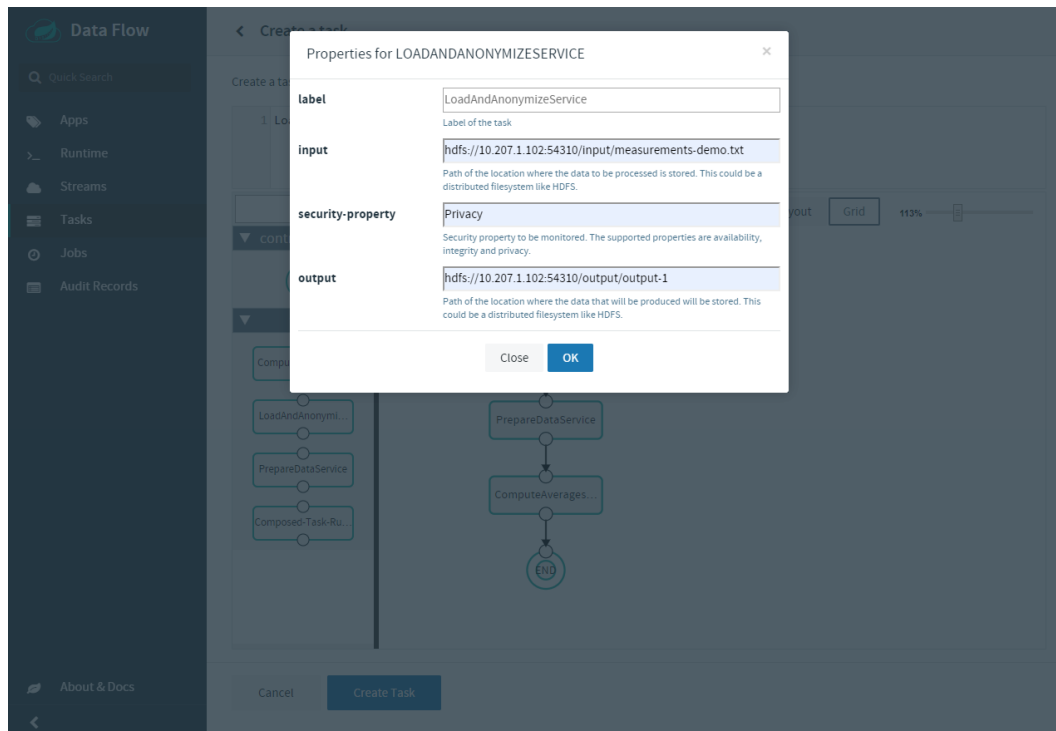 Data Flow
Create a task
Quick Search
Create a ta
Apps
Runtime
Streams
Tasks
Jobs
Audit Records
About & Docs
1 Lo
Properties for LOADANDANONYMIZESERVICE
×
label
LoadAndAnonymizeService
Label of the task
input
hdfs://10.207.1.102:54310/input/measurements-demo.txt
Path of the location where the data to be processed is stored. This could be a
distributed filesystem like HDFS.
security-property
Privacy
Security property to be monitored. The supported properties are availability,
integrity and privacy.
output
hdfs://10.207.1.102:54310/output/output-1
Path of the location where the data that will be produced will be stored. This
could be a distributed filesystem like HDFS.
Close OK
yout Grid 113%
cont
Compu
LoadAndAnonymi...
PrepareDataService
Composed-Task-Ru...
PrepareDataService
ComputeAverages...
END
Cancel Create Task